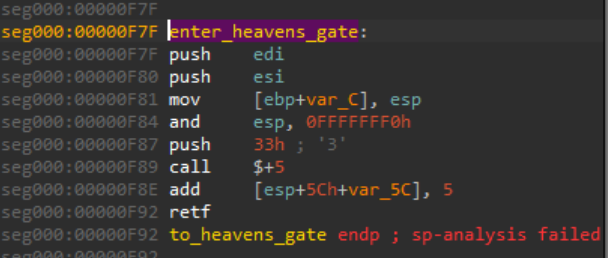 seg000:00000F7F
seg000:00000F7F enter_heavens_gate:
seg000:00000F7F push    edi
seg000:00000F80 push    esi
seg000:00000F81 mov     [ebp+var_C], esp
seg000:00000F84 and     esp, 0FFFFFFF0h
seg000:00000F87 push    33h ; '3'
seg000:00000F89 call    $+5
seg000:00000F8E add     [esp+5Ch+var_5C], 5
seg000:00000F92 retf
seg000:00000F92 to_heavens_gate endp ; sp-analysis failed
seg000:00000F92